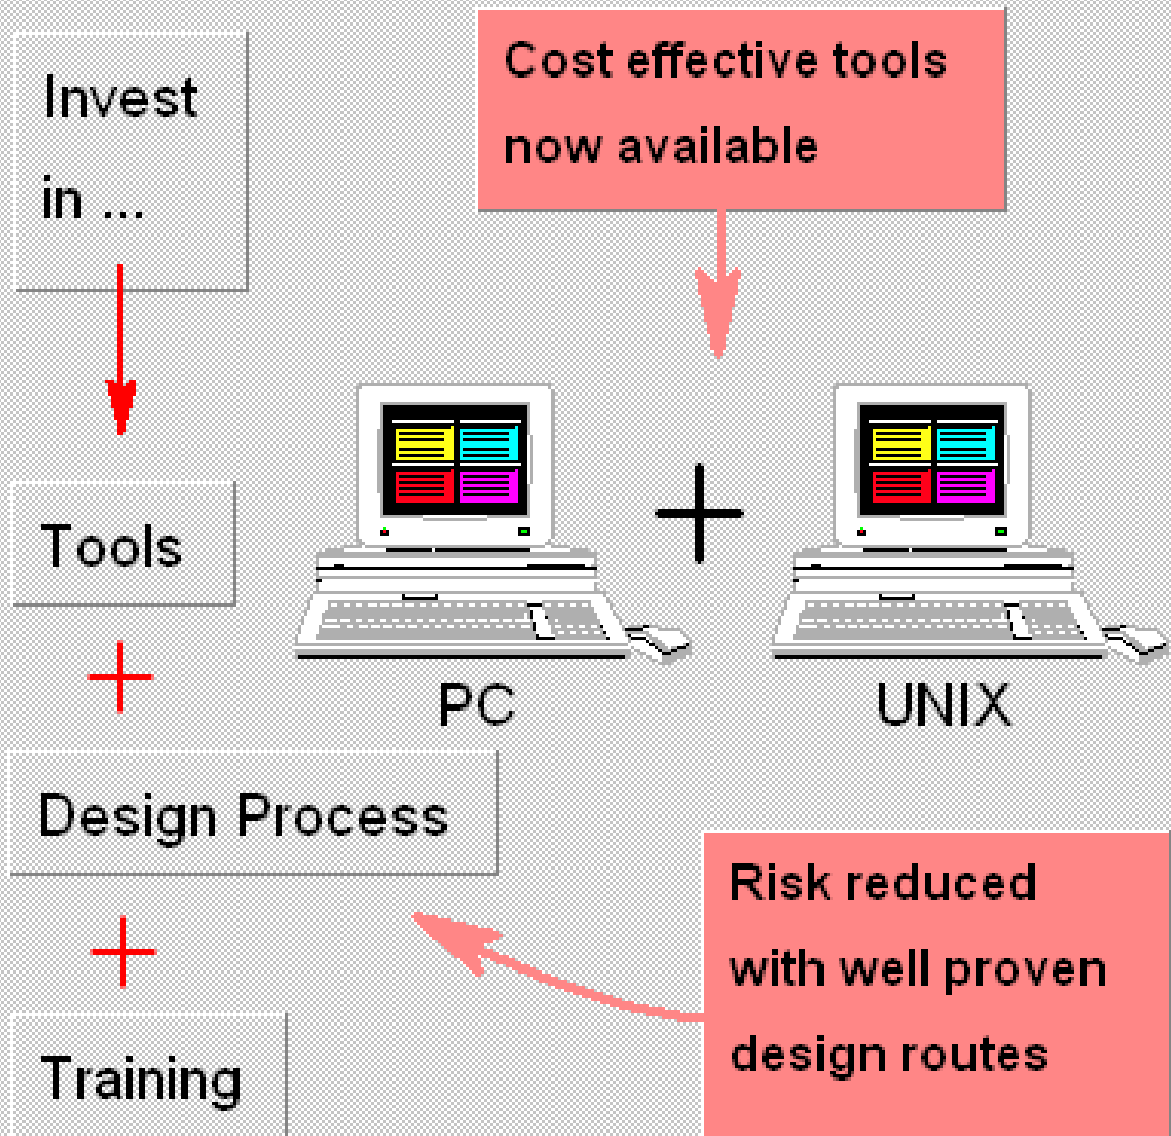 Invest
in ...
Cost effective tools
now available
Tools
+
PC
+
UNIX
+
Design Process
+
Training
Risk reduced
with well proven
design routes